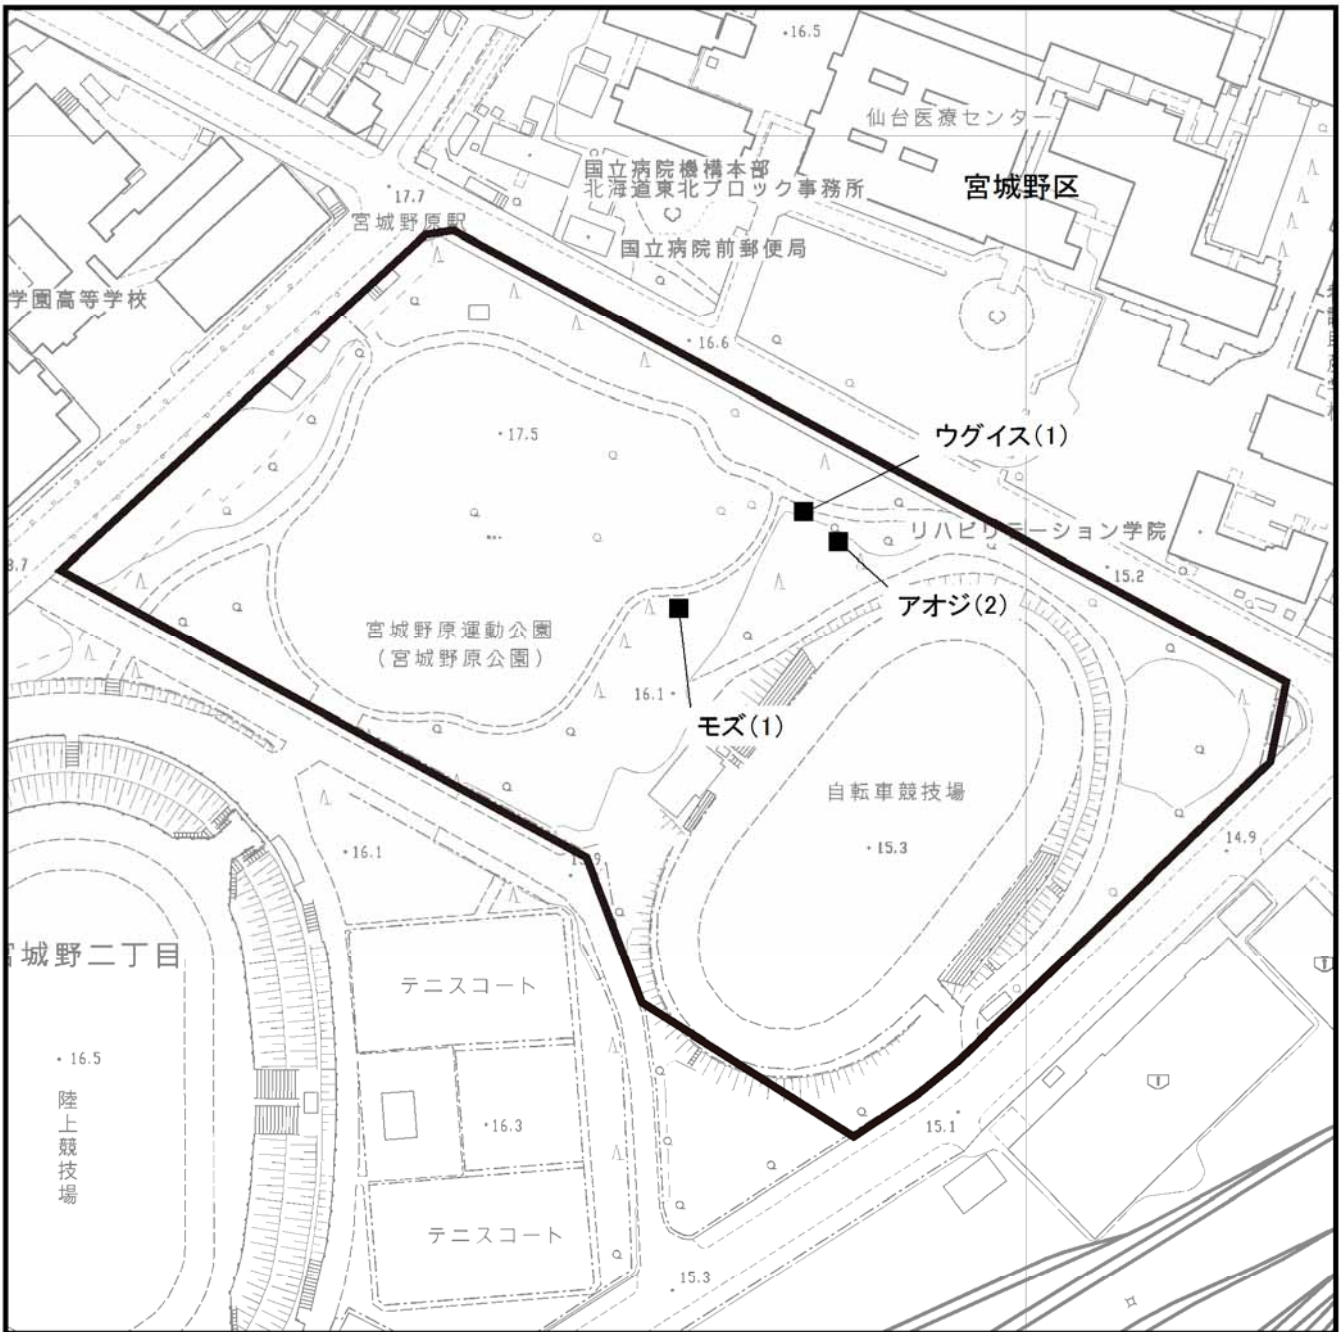 16.5
仙台医療センター
国立病院機構本部
北海道東北ブロック事務所
宮城野区
17.7
宮城野原駅
国立病院前郵便局
学園高等学校
16.6
17.5
ウグイス(1)
リハビリテーション学院
15.2
アオジ(2)
宮城野原運動公園
(宮城野原公園)
16.1
モズ(1)
自転車競技場
15.3
14.9
16.1
城野二丁目
テニスコート
16.5
陸上競技場
16.3
15.1
テニスコート
15.3